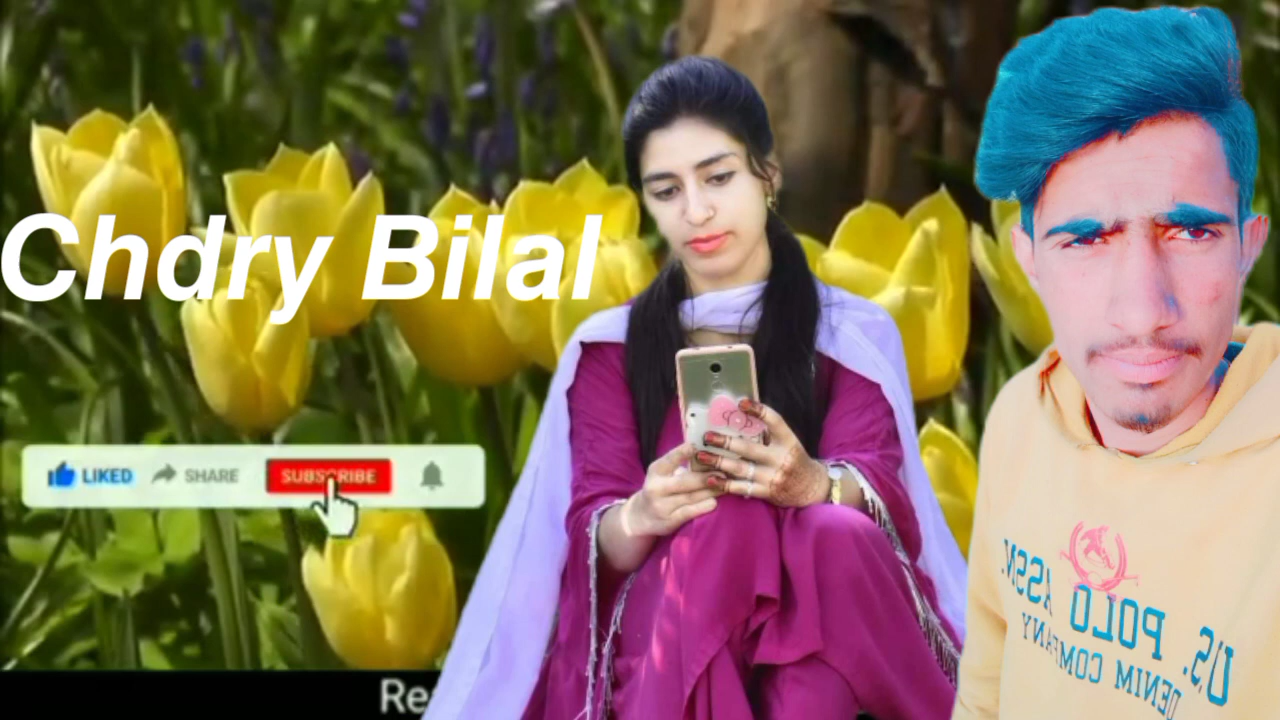 Chdry Bilal
LIKED SHARE SUBSCRIBE
U.S. POLO ASSN.
DENIM COMPANY
Re